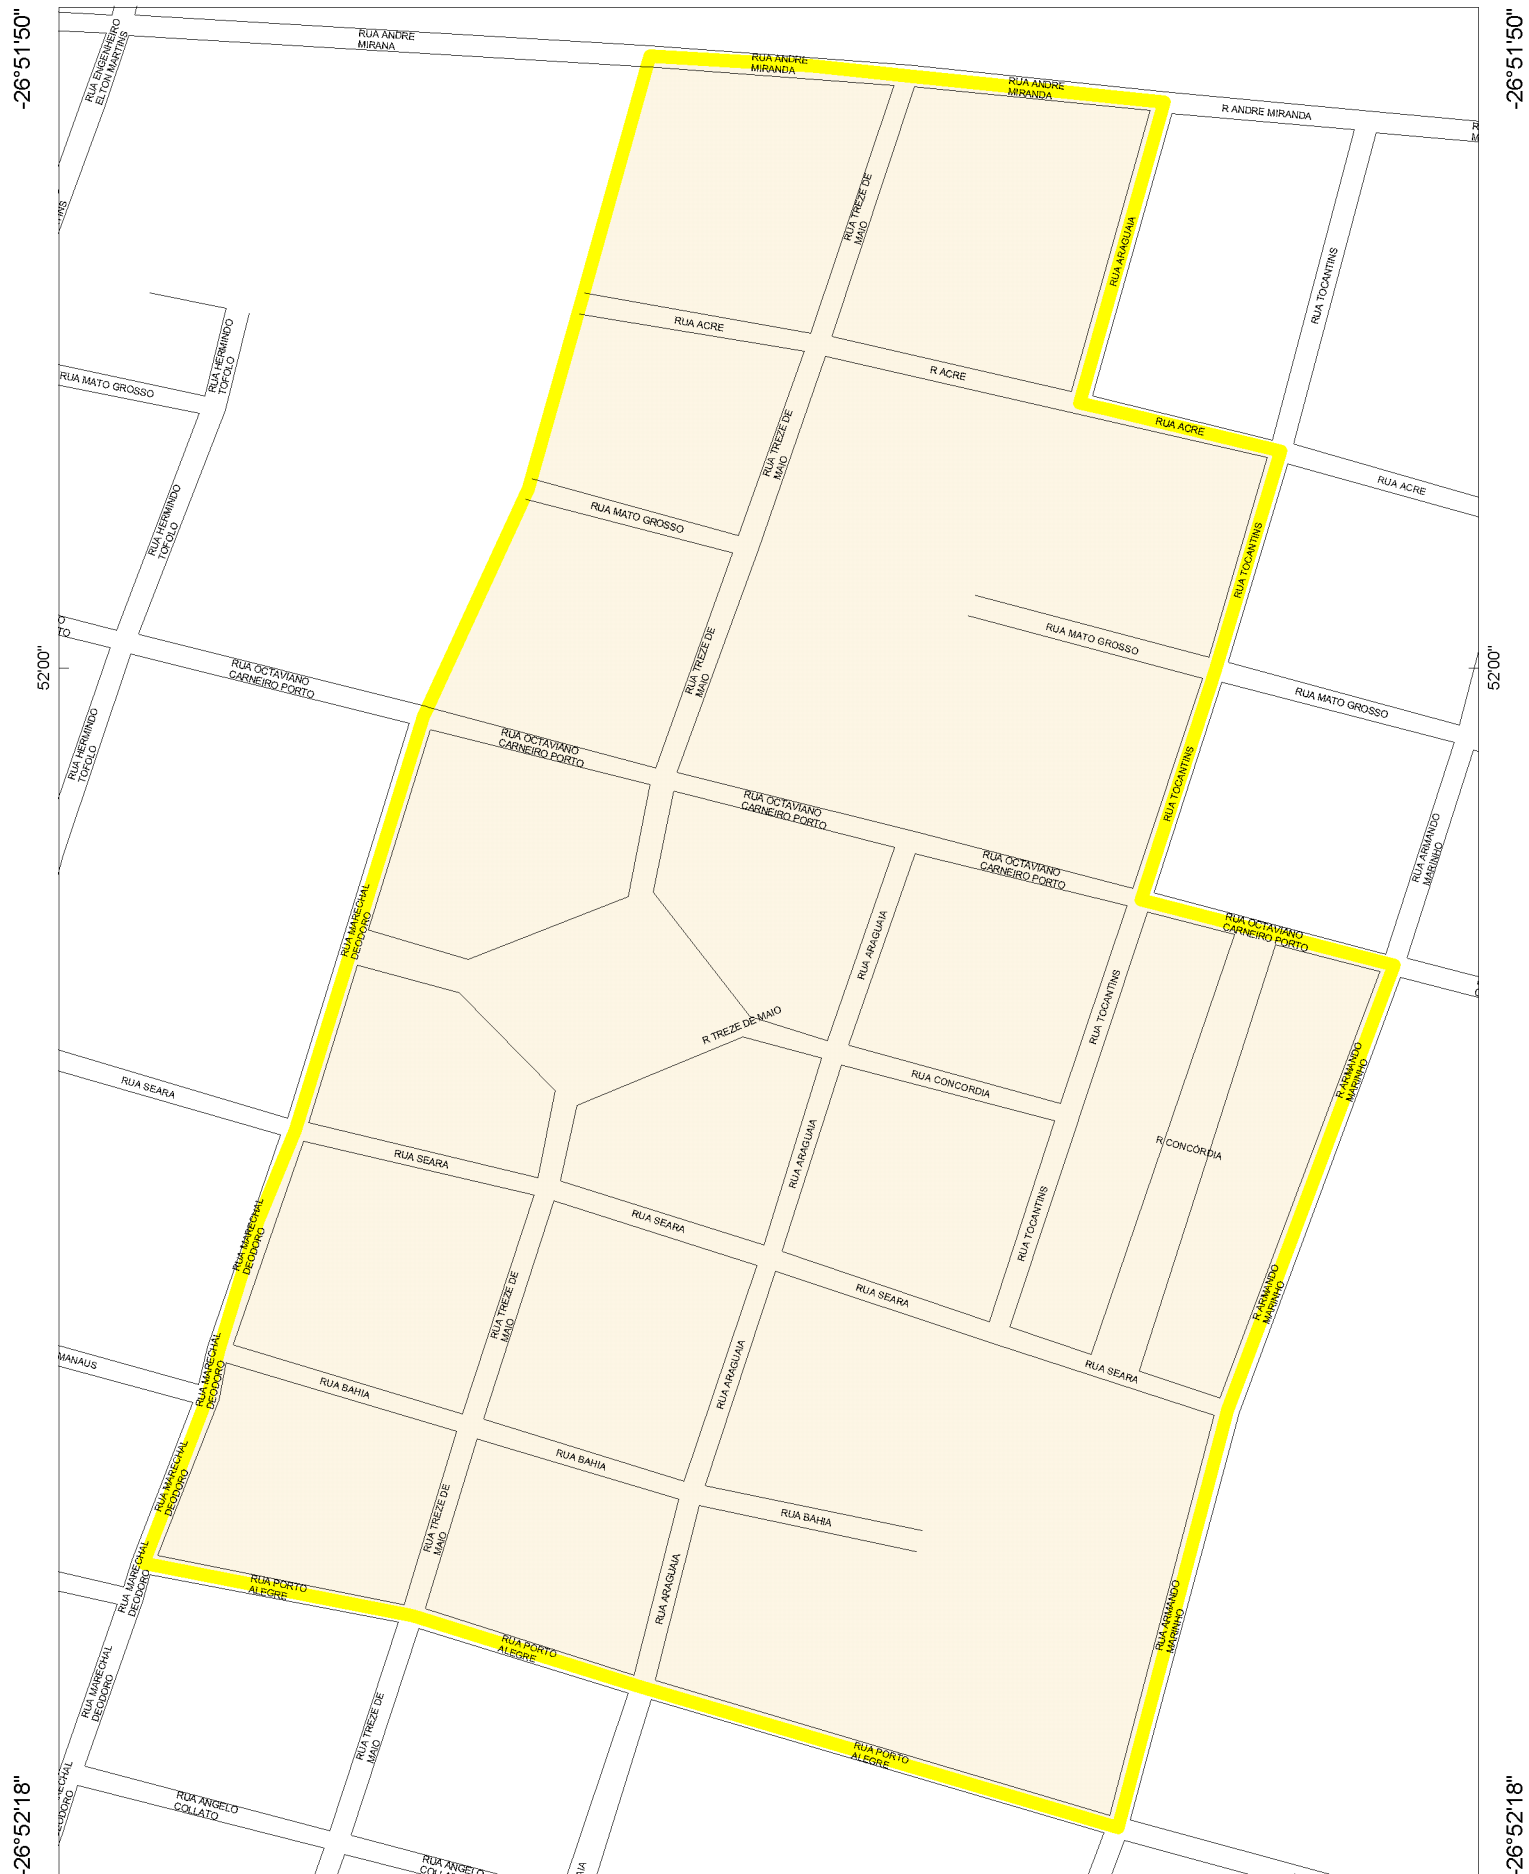 -26°51'50"
-26°51'50"
RUA ENGENHEIRO
ELTON MARTINS
RUA ANDRE
MIRANA
RUA ANDRE
MIRANDA
RUA ANDRE
MIRANDA
R ANDRE MIRANDA
RUA TREZE DE
MAIO
RUA ARAGUAIA
RUA TOCANTINS
RUA ACRE
RUA HERMINDO
TOFOLO
RUA MATO GROSSO
R ACRE
RUA ACRE
RUA TREZE DE
MAIO
RUA ACRE
RUA MATO GROSSO
RUA HERMINDO
TOFOLO
RUA TOCANTINS
RUA MATO GROSSO
RUA OCTAVIANO
CARNEIRO PORTO
RUA TREZE DE
MAIO
52'00"
52'00"
RUA MATO GROSSO
RUA HERMINDO
TOFOLO
RUA OCTAVIANO
CARNEIRO PORTO
RUA TOCANTINS
RUA OCTAVIANO
CARNEIRO PORTO
RUA ARMANDO
MARINHO
RUA OCTAVIANO
CARNEIRO PORTO
RUA MARECHAL
DEODORO
RUA ARAGUAIA
RUA OCTAVIANO
CARNEIRO PORTO
RUA TOCANTINS
R TREZE DE MAIO
R ARMANDO
MARINHO
RUA SEARA
RUA CONCORDIA
RUA SEARA
RUA ARAGUAIA
R CONCÓRDIA
RUA SEARA
RUA TOCANTINS
RUA MARECHAL
DEODORO
RUA TREZE DE
MAIO
RUA SEARA
R ARMANDO
MARINHO
MANAUS
RUA MARECHAL
DEODORO
RUA BAHIA
RUA ARAGUAIA
RUA SEARA
RUA MARECHAL
DEODORO
RUA BAHIA
RUA TREZE DE
MAIO
RUA BAHIA
RUA MARECHAL
DEODORO
RUA PORTO
ALEGRE
RUA ARAGUAIA
RUA ARMANDO
MARINHO
RUA PORTO
ALEGRE
RUA MARECHAL
DEODORO
RUA TREZE DE
MAIO
RUA PORTO
ALEGRE
RUA ANGELO
COLLATO
RUA ANGELO
-26°52'18"
-26°52'18"